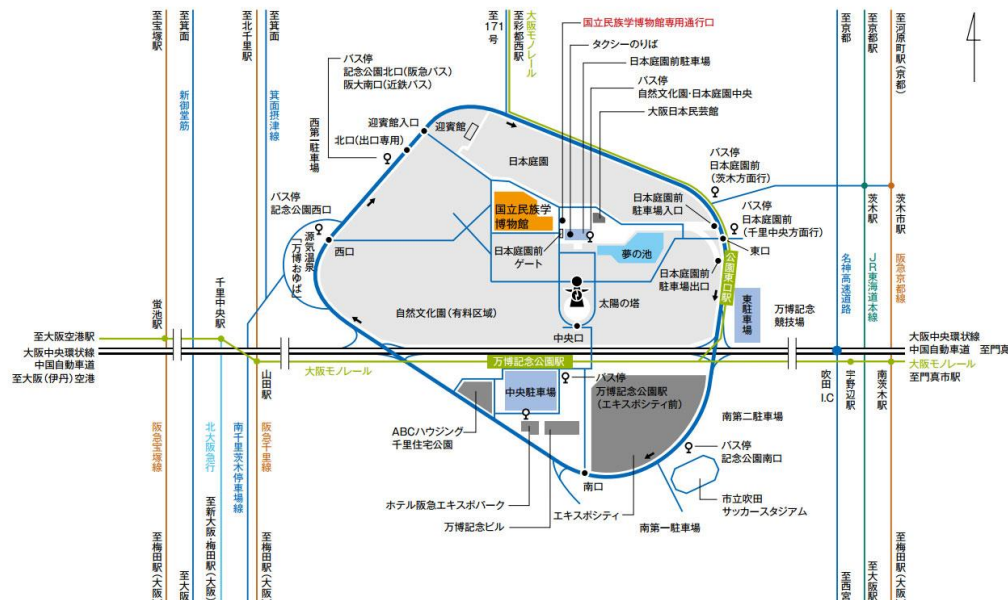 至宝塚駅
至箕面
至北千里駅
至箕面
至171号
至彩都西駅
大阪モノレール
国立民族学博物館専用通行口
タクシーのりば
日本庭園前駐車場
バス停
自然文化園・日本庭園中央
大阪日本民芸館
至京都
至京都駅
至河原町駅(京都)
新御堂筋
箕面摂津線
バス停
記念公園北口(阪急バス)
阪大南口(近鉄バス)
西第一駐車場
迎賓館入口
北口(出口専用)
迎賓館
日本庭園
バス停
日本庭園前
(茨木方面行)
日本庭園前
駐車場入口
バス停
日本庭園前
(千里中央方面行)
茨木駅
茨木市駅
バス停
記念公園西口
源気温泉
「万博おゆば」
西口
国立民族学
博物館
日本庭園前
ゲート
夢の池
日本庭園前
駐車場出口
東口
公園東口駅
名神高速道路
JR東海道本線
阪急京都線
太陽の塔
自然文化園(有料区域)
中央口
東駐車場
万博記念
競技場
蛍池駅
千里中央駅
至大阪空港駅
大阪中央環状線
中国自動車道
至大阪(伊丹)空港
大阪中央環状線
中国自動車道 至門真
大阪モノレール
至門真市駅
山田駅
大阪モノレール
万博記念公園駅
吹田I.C
宇野辺駅
南茨木駅
中央駐車場
バス停
万博記念公園駅
(エキスポシティ前)
ABCハウジング
千里住宅公園
南第二駐車場
バス停
記念公園南口
阪急宝塚線
北大阪急行
南千里茨木停車場線
阪急千里線
ホテル阪急エキスポパーク
万博記念ビル
南口
エキスポシティ
南第一駐車場
市立吹田
サッカースタジアム
至梅田駅(大阪)
至大阪
至新大阪・梅田駅(大阪)
至梅田駅(大阪)
至西宮
至大阪駅
至梅田駅(大阪)